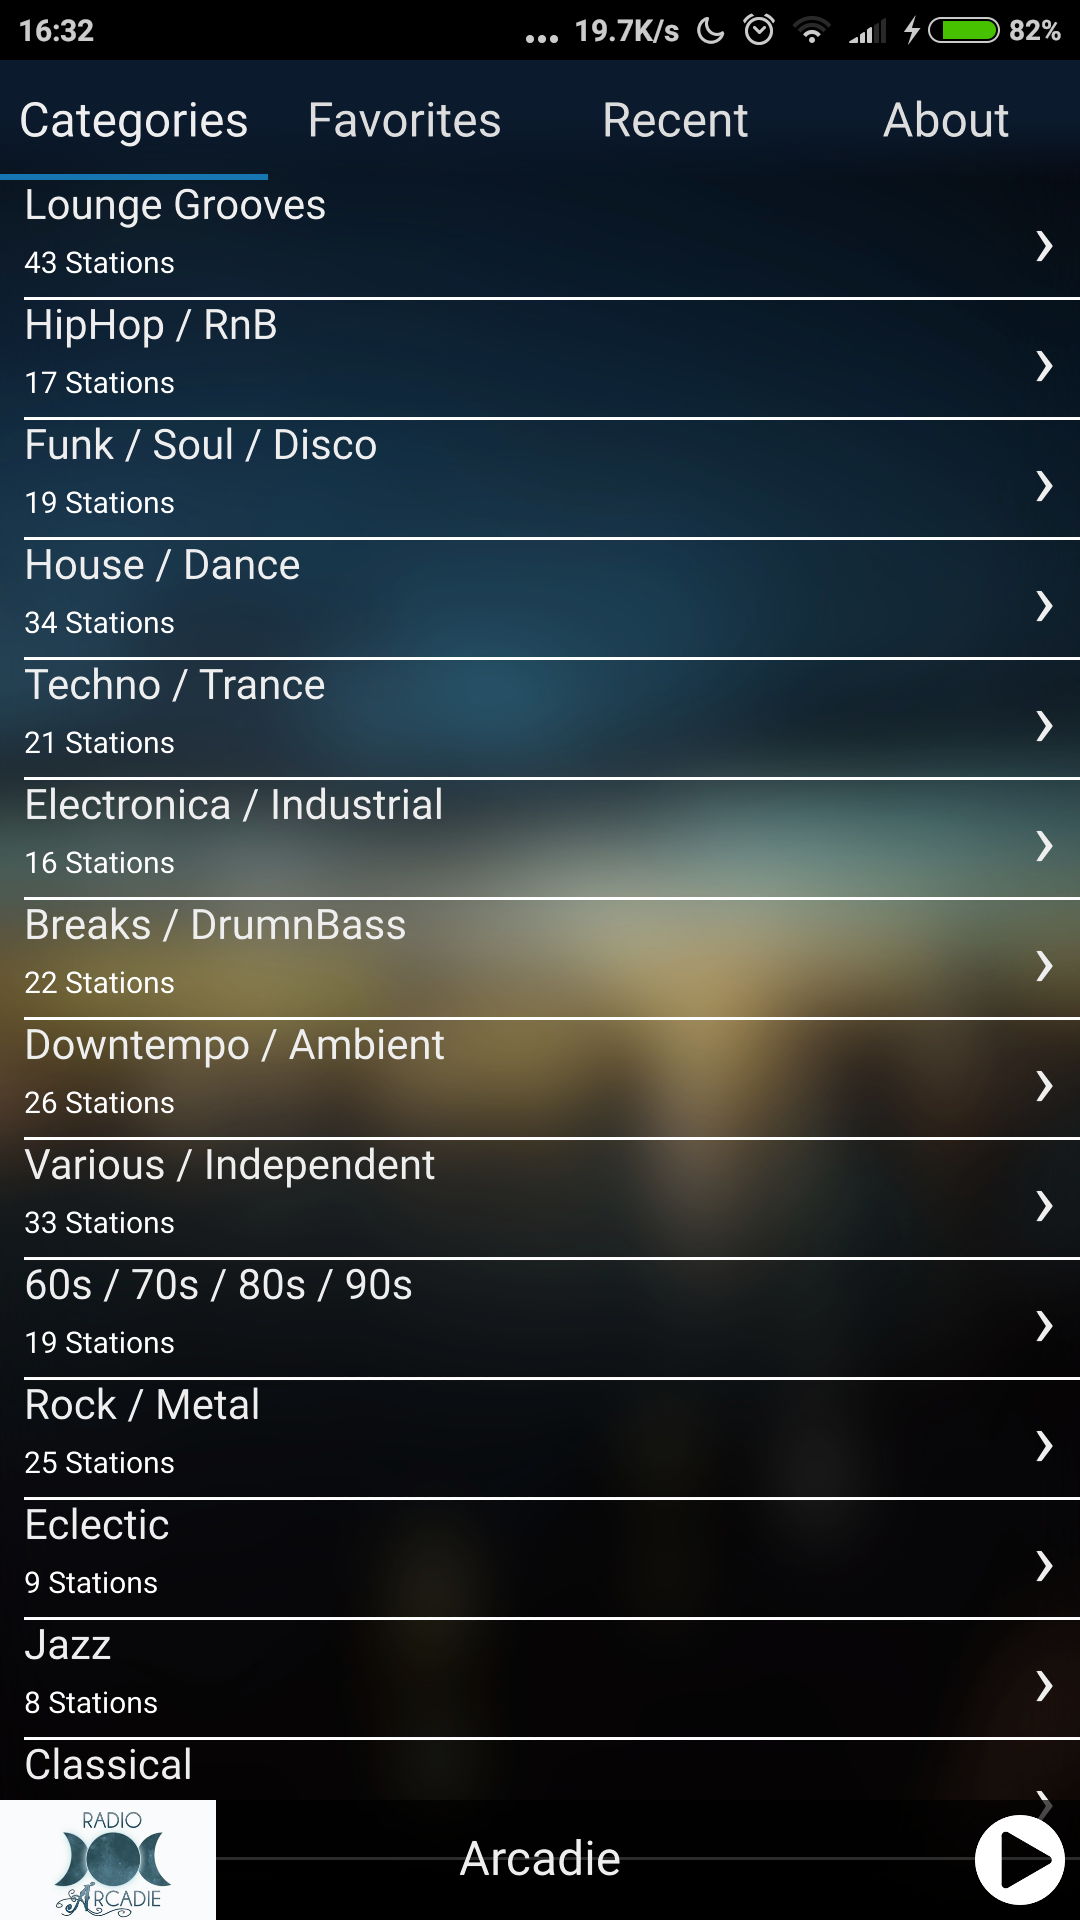 16:32
... 19.7K/s 82%
Categories Favorites Recent About
Lounge Grooves
43 Stations
HipHop / RnB
17 Stations
Funk / Soul / Disco
19 Stations
House / Dance
34 Stations
Techno / Trance
21 Stations
Electronica / Industrial
16 Stations
Breaks / DrumnBass
22 Stations
Downtempo / Ambient
26 Stations
Various / Independent
33 Stations
60s / 70s / 80s / 90s
19 Stations
Rock / Metal
25 Stations
Eclectic
9 Stations
Jazz
8 Stations
Classical
RADIO
ARCADIE
Arcadie